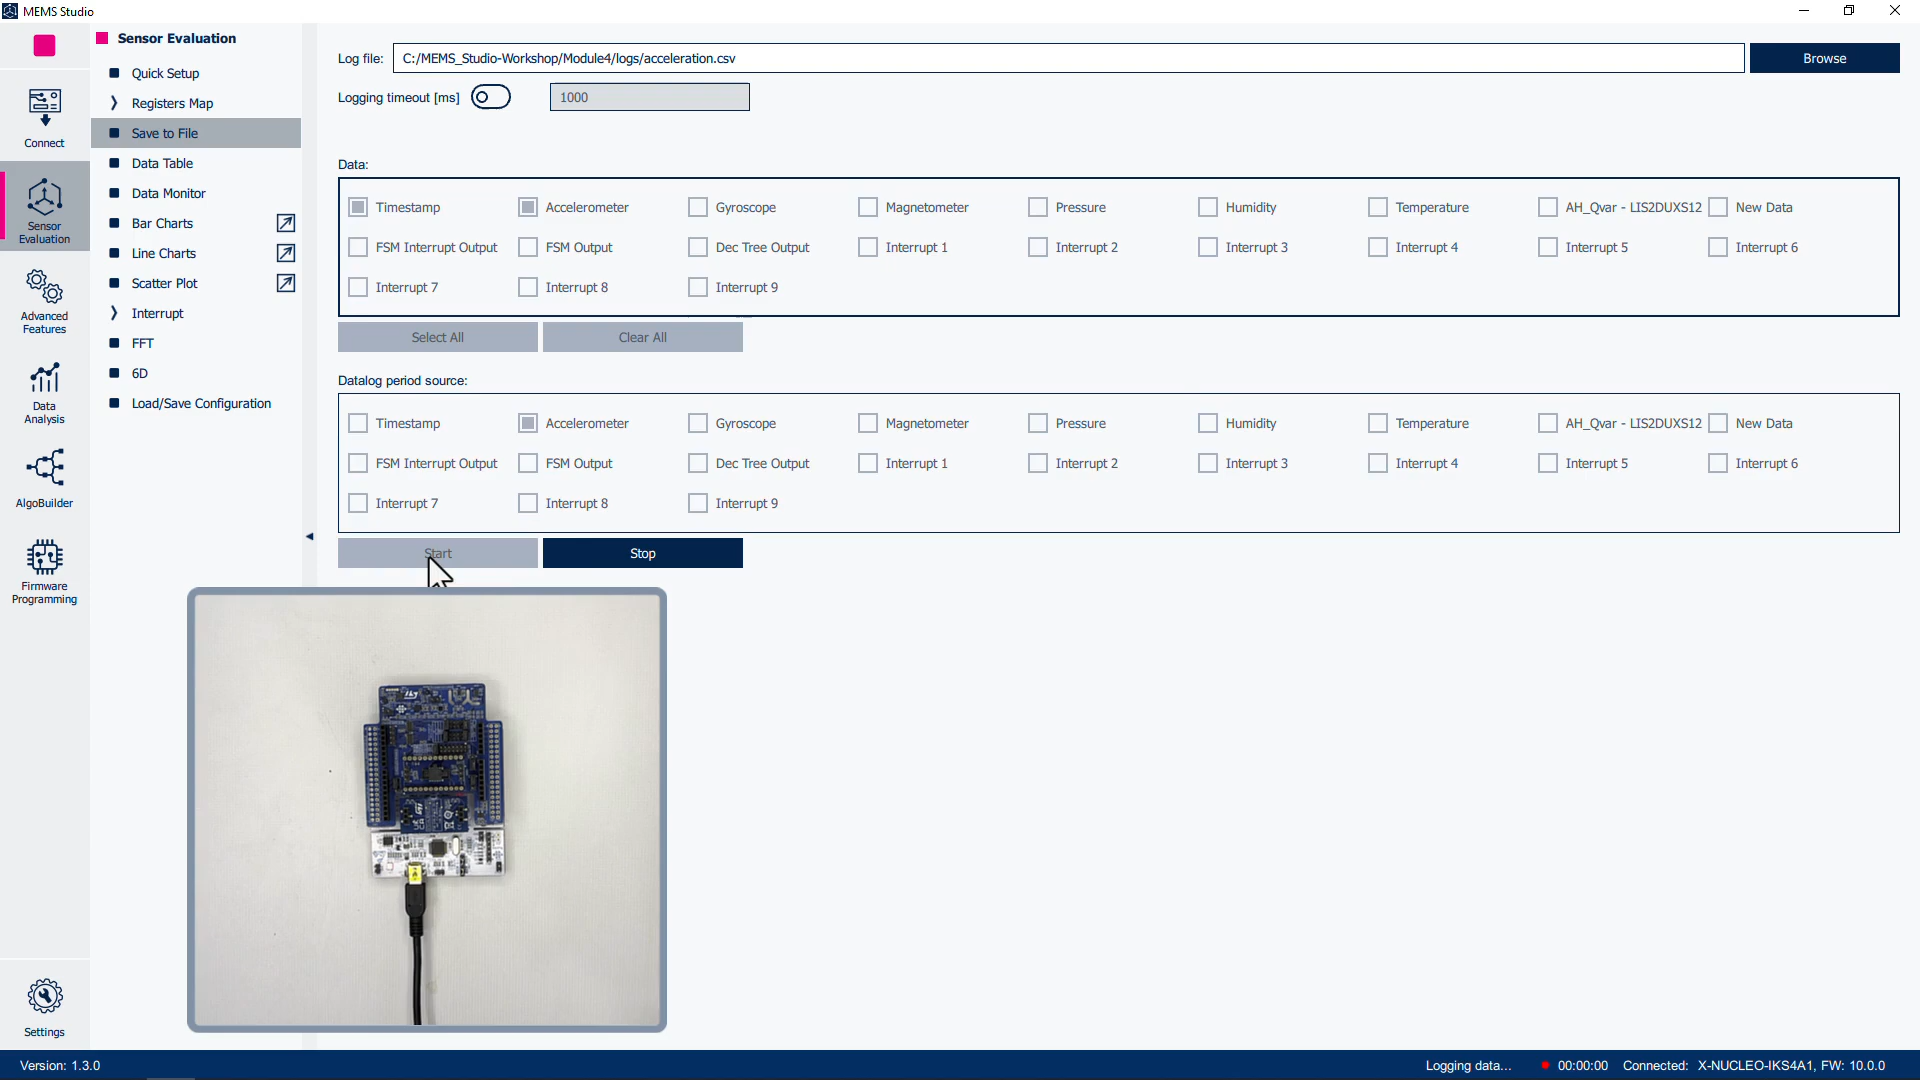 MEMS Studio
Sensor Evaluation
Quick Setup
Registers Map
Save to File
Data Table
Data Monitor
Bar Charts
Line Charts
Scatter Plot
Interrupt
FFT
6D
Load/Save Configuration
Connect
Sensor
Evaluation
Advanced
Features
Data
Analysis
AlgoBuilder
Firmware
Programming
Settings
Log file: C:/MEMS_Studio-Workshop/Module4/logs/acceleration.csv Browse
Logging timeout [ms] 1000
Data:
Timestamp Accelerometer Gyroscope Magnetometer Pressure Humidity Temperature AH_Qvar - LIS2DUXS12 New Data
FSM Interrupt Output FSM Output Dec Tree Output Interrupt 1 Interrupt 2 Interrupt 3 Interrupt 4 Interrupt 5 Interrupt 6
Interrupt 7 Interrupt 8 Interrupt 9
Select All Clear All
Datalog period source:
Timestamp Accelerometer Gyroscope Magnetometer Pressure Humidity Temperature AH_Qvar - LIS2DUXS12 New Data
FSM Interrupt Output FSM Output Dec Tree Output Interrupt 1 Interrupt 2 Interrupt 3 Interrupt 4 Interrupt 5 Interrupt 6
Interrupt 7 Interrupt 8 Interrupt 9
Start Stop
Version: 1.3.0 Logging data... 00:00:00 Connected: X-NUCLEO-IKS4A1, FW: 10.0.0